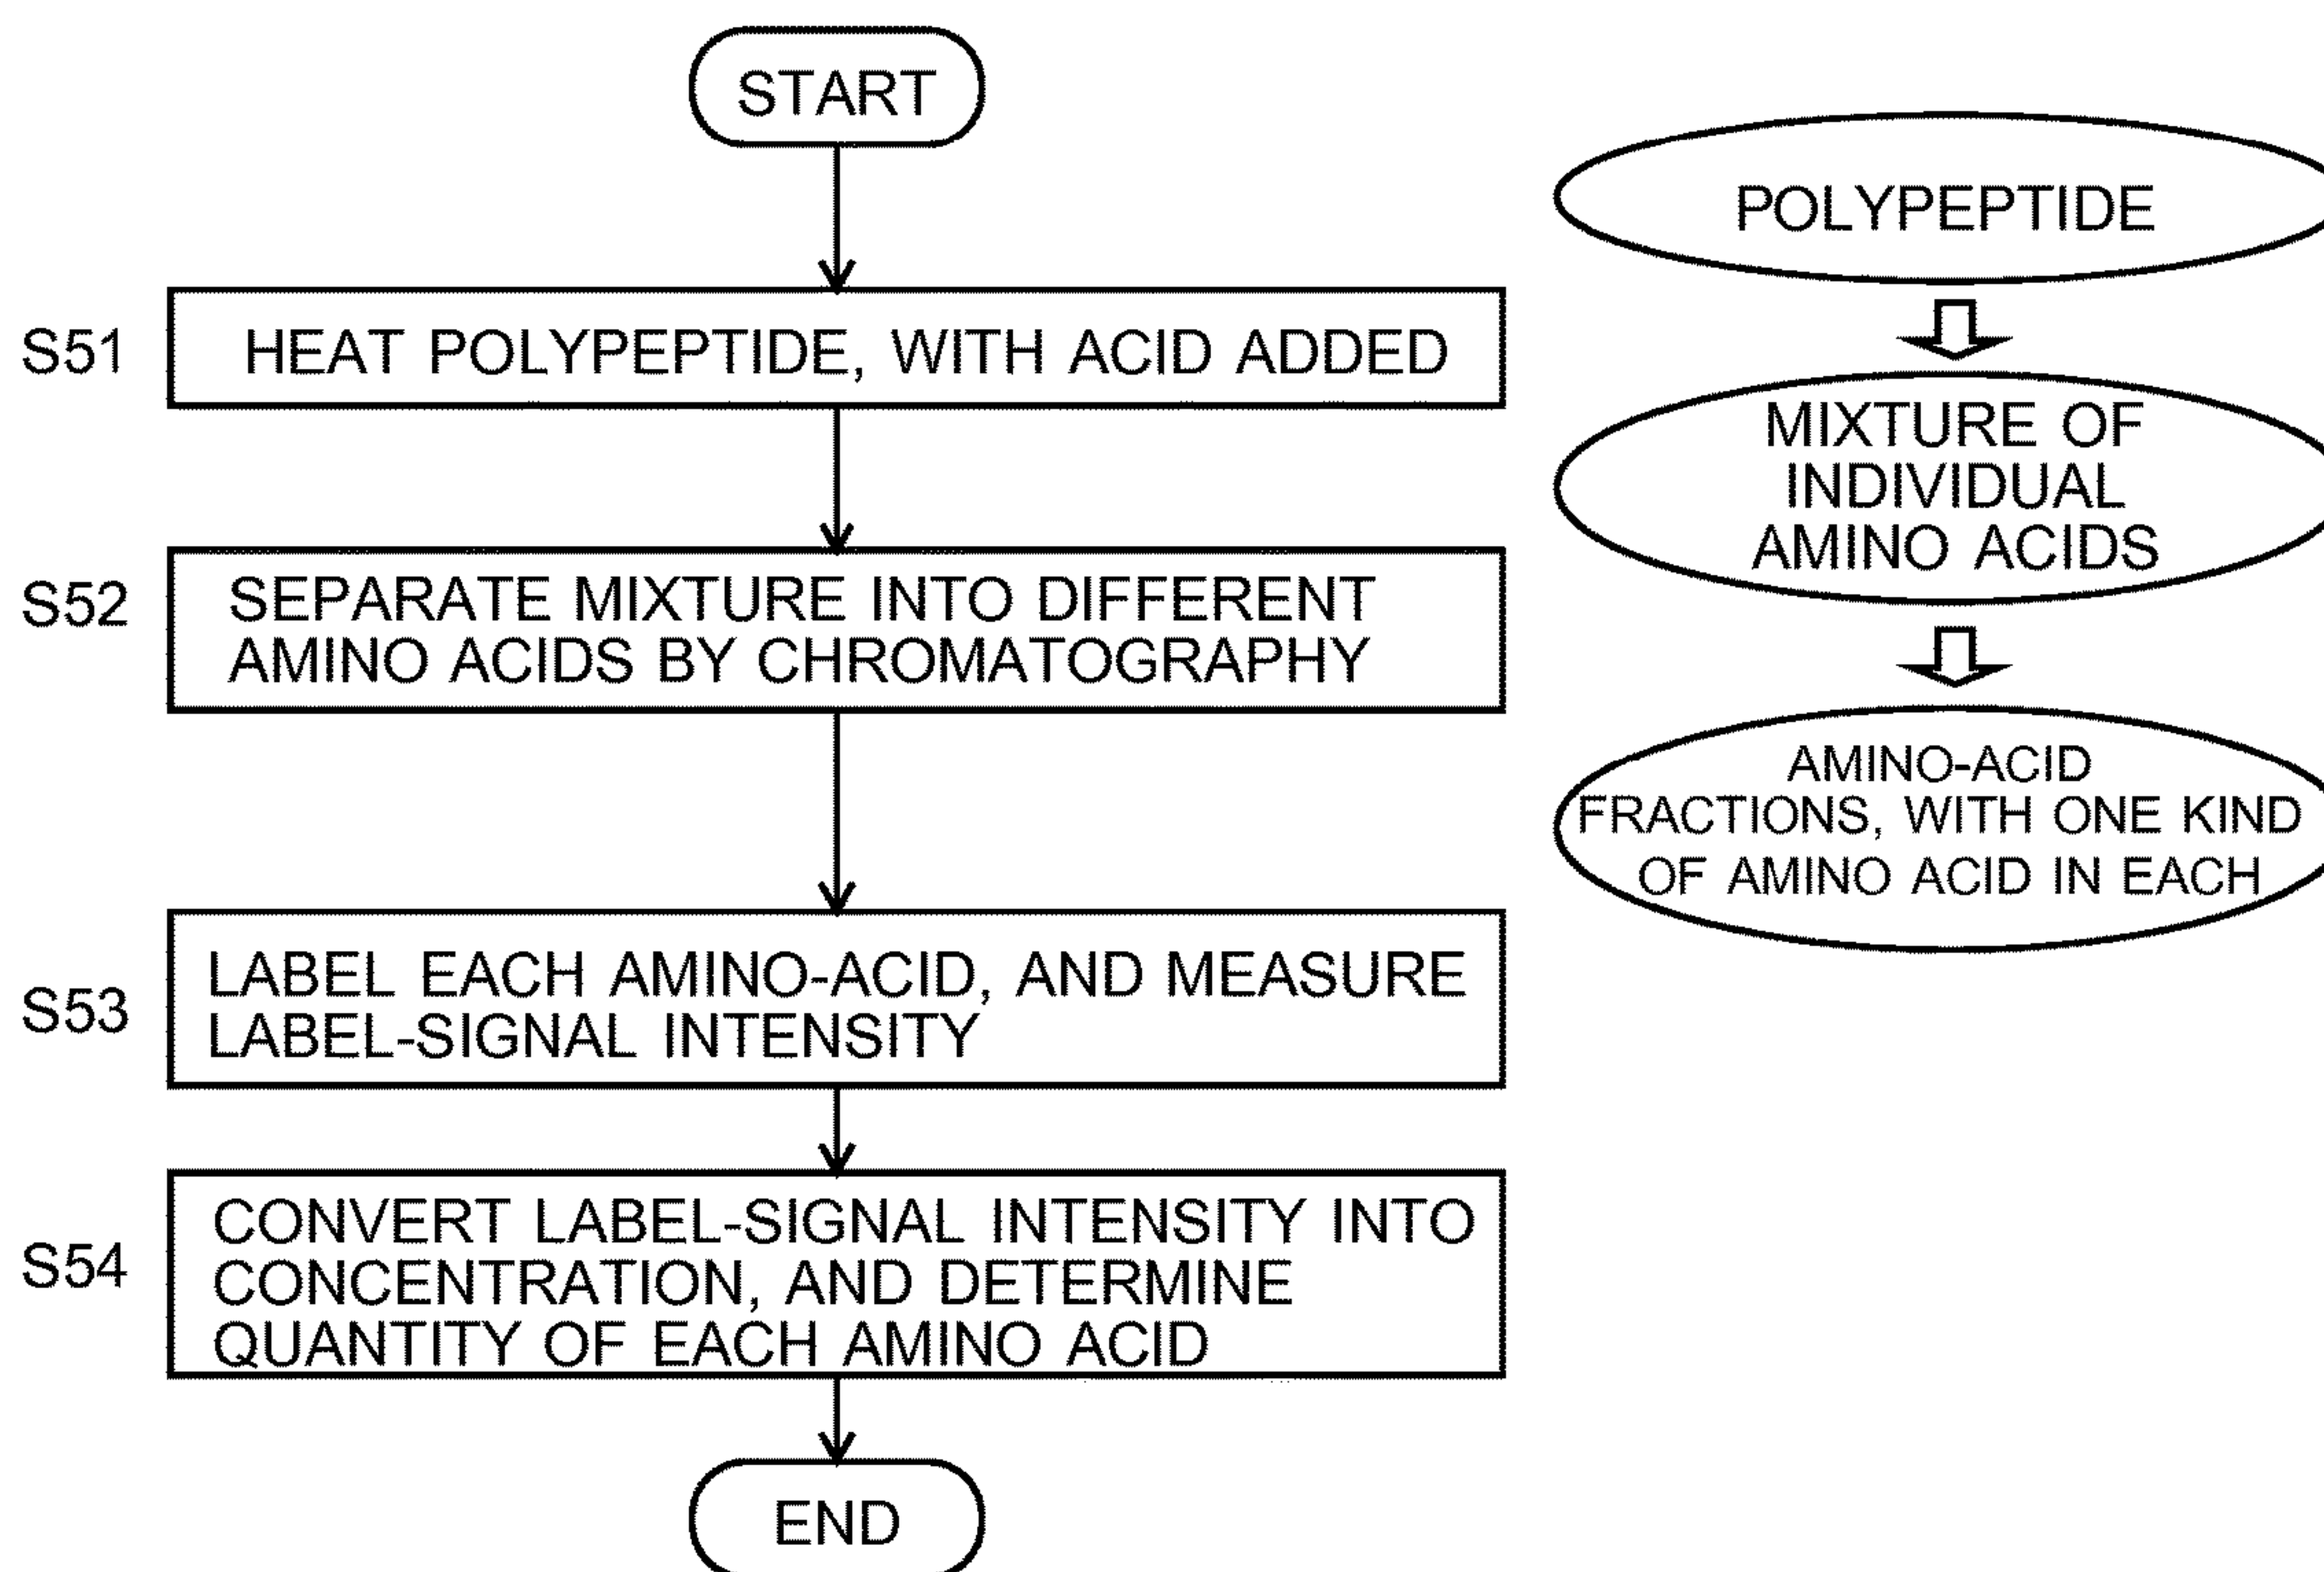 START
S51
HEAT POLYPEPTIDE, WITH ACID ADDED
S52
SEPARATE MIXTURE INTO DIFFERENT
AMINO ACIDS BY CHROMATOGRAPHY
S53
LABEL EACH AMINO-ACID, AND MEASURE
LABEL-SIGNAL INTENSITY
S54
CONVERT LABEL-SIGNAL INTENSITY INTO
CONCENTRATION, AND DETERMINE
QUANTITY OF EACH AMINO ACID
END
POLYPEPTIDE
MIXTURE OF
INDIVIDUAL
AMINO ACIDS
AMINO-ACID
FRACTIONS, WITH ONE KIND
OF AMINO ACID IN EACH